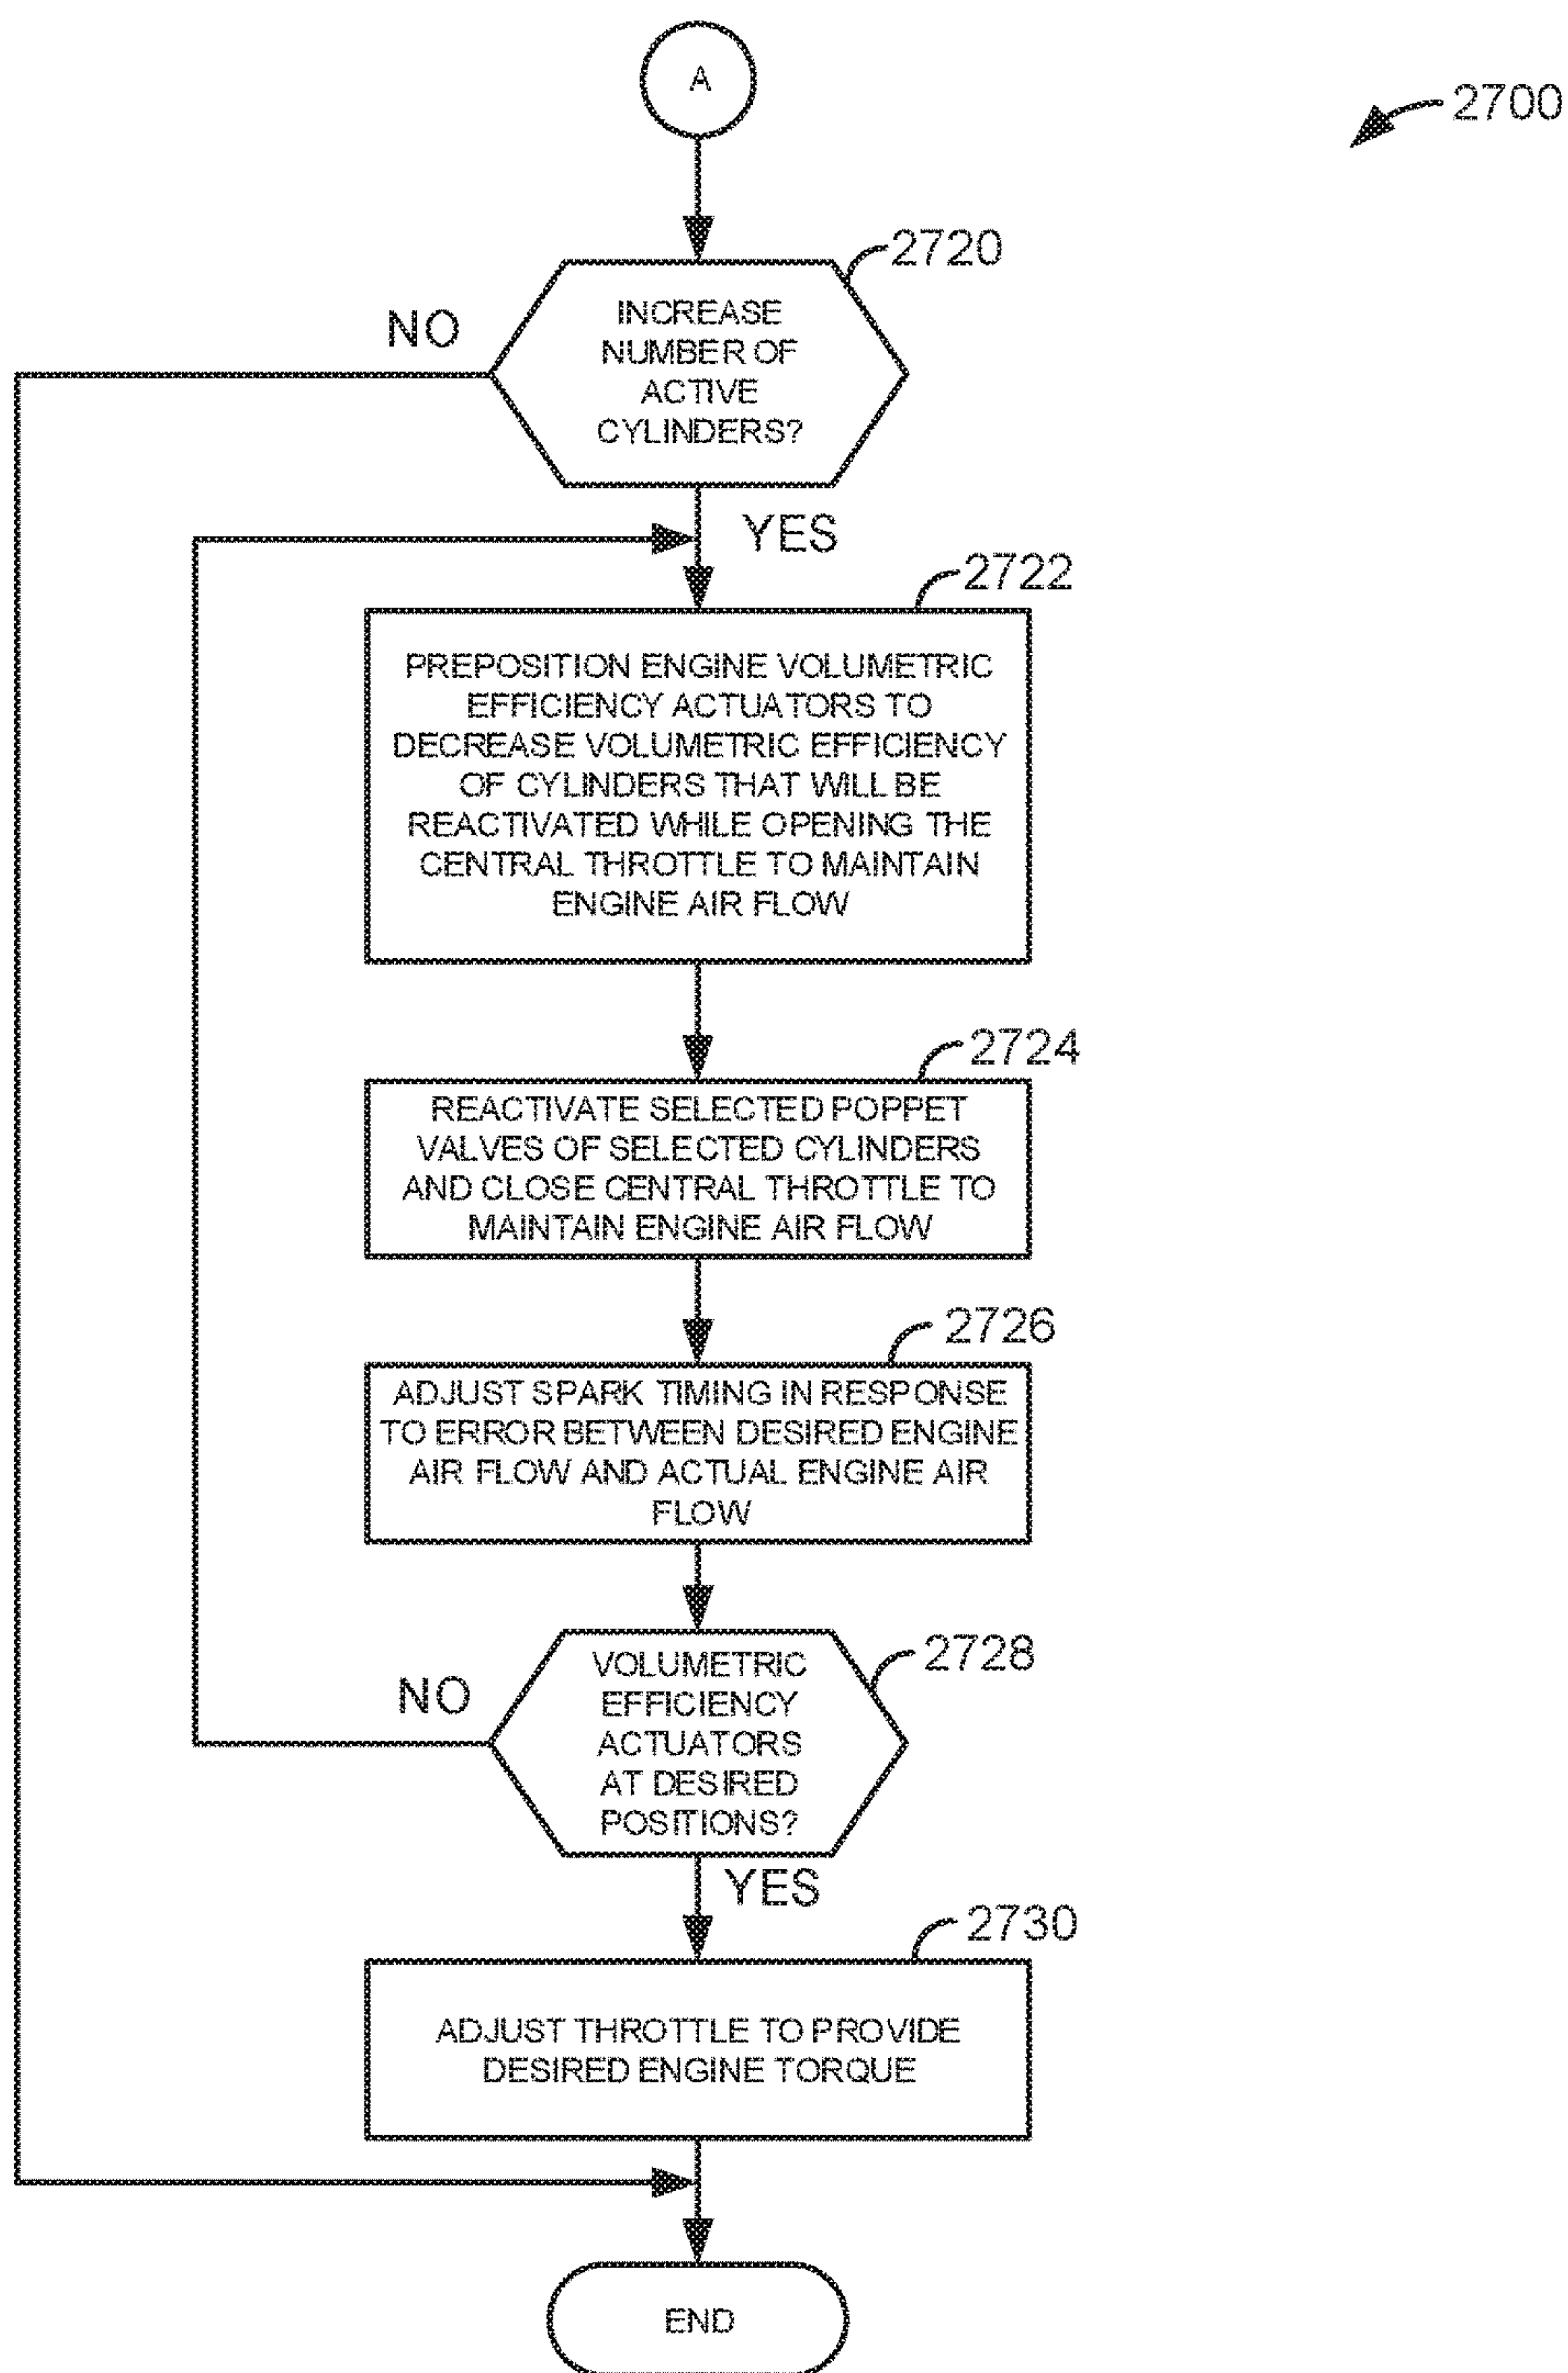 A
2700
2720
NO
INCREASE
NUMBER OF
ACTIVE
CYLINDERS?
YES
2722
PREPOSITION ENGINE VOLUMETRIC
EFFICIENCY ACTUATORS TO
DECREASE VOLUMETRIC EFFICIENCY
OF CYLINDERS THAT WILL BE
REACTIVATED WHILE OPENING THE
CENTRAL THROTTLE TO MAINTAIN
ENGINE AIR FLOW
2724
REACTIVATE SELECTED POPPET
VALVES OF SELECTED CYLINDERS
AND CLOSE CENTRAL THROTTLE TO
MAINTAIN ENGINE AIR FLOW
2726
ADJUST SPARK TIMING IN RESPONSE
TO ERROR BETWEEN DESIRED ENGINE
AIR FLOW AND ACTUAL ENGINE AIR
FLOW
2728
NO
VOLUMETRIC
EFFICIENCY
ACTUATORS
AT DESIRED
POSITIONS?
YES
2730
ADJUST THROTTLE TO PROVIDE
DESIRED ENGINE TORQUE
END